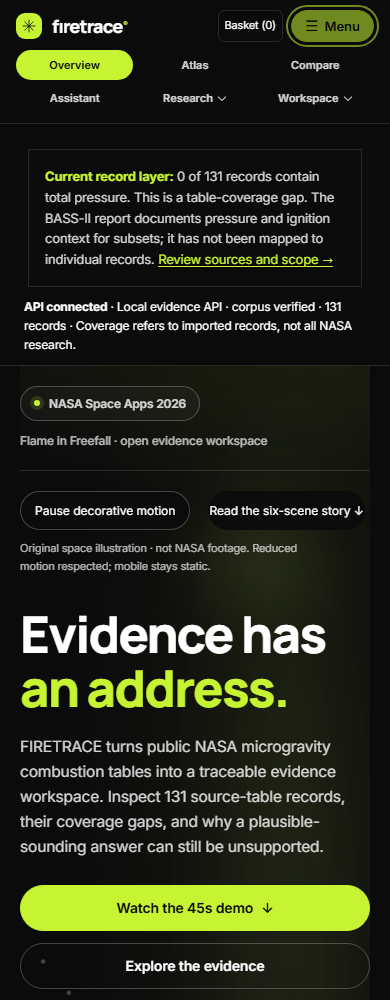 firetrace
Basket (0)
☰ Menu
Overview
Atlas
Compare
Assistant
Research
Workspace
Current record layer: 0 of 131 records contain
total pressure. This is a table-coverage gap. The
BASS-II report documents pressure and ignition
context for subsets; it has not been mapped to
individual records. Review sources and scope →
API connected · Local evidence API · corpus verified · 131
records · Coverage refers to imported records, not all NASA
research.
NASA Space Apps 2026
Flame in Freefall · open evidence workspace
Pause decorative motion
Read the six-scene story ↓
Original space illustration · not NASA footage. Reduced
motion respected; mobile stays static.
Evidence has
an address.
FIRETRACE turns public NASA microgravity
combustion tables into a traceable evidence
workspace. Inspect 131 source-table records,
their coverage gaps, and why a plausible-
sounding answer can still be unsupported.
Watch the 45s demo ↓
Explore the evidence